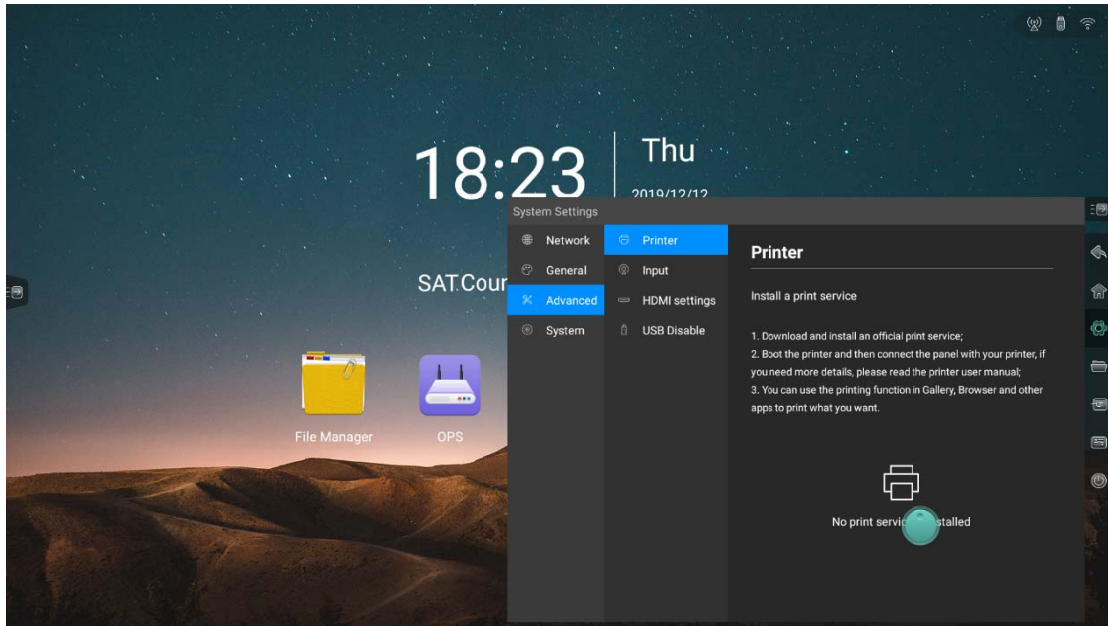 18:23
Thu
2019/12/12
SAT.Cour
File Manager
OPS
System Settings
Network
General
Advanced
System
Printer
Input
HDMI settings
USB Disable
Printer
Install a print service
1. Download and install an official print service;
2. Boot the printer and then connect the panel with your printer, if
you need more details, please read the printer user manual;
3. You can use the printing function in Gallery, Browser and other
apps to print what you want.
No print servic stalled